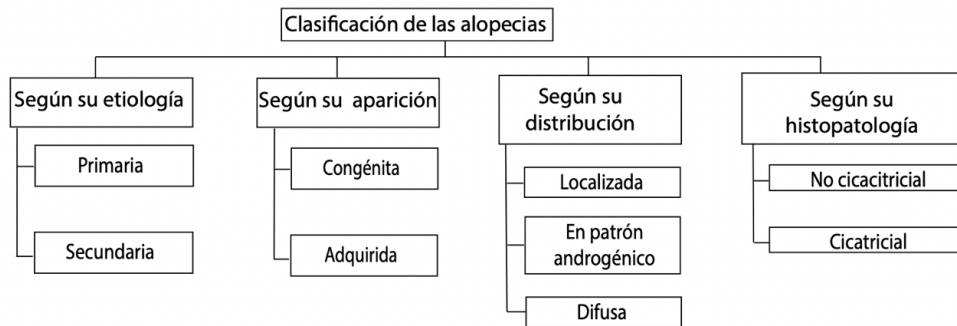 Clasificación de las alopecias
Según su etiología
Primaria
Secundaria
Según su aparición
Congénita
Adquirida
Según su
distribución
Localizada
En patrón
androgénico
Difusa
Según su
histopatología
No cicacitricial
Cicatricial